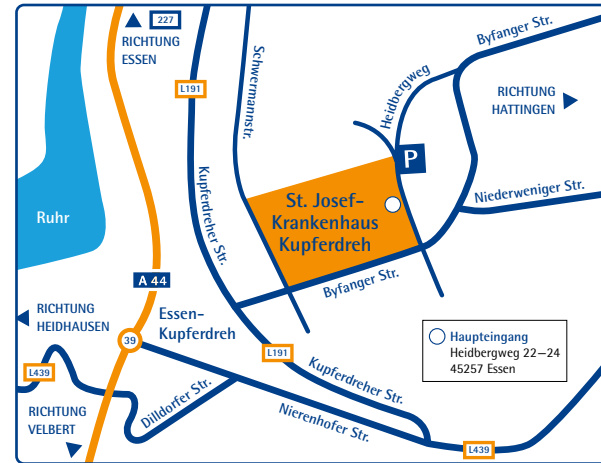 227
RICHTUNG
ESSEN
Byfanger Str.
Schwermannstr.
Heidbergweg
L191
RICHTUNG
HATTINGEN
P
Kupferdreher Str.
Niederweniger Str.
St. Josef-
Krankenhaus
Kupferdreh
Ruhr
A 44
Byfanger Str.
RICHTUNG
HEIDHAUSEN
Essen-
Kupferdreh
39
L191
Haupteingang
Heidbergweg 22–24
45257 Essen
L439
Kupferdreher Str.
Dilldorfer Str.
Nierenhofer Str.
RICHTUNG
VELBERT
L439